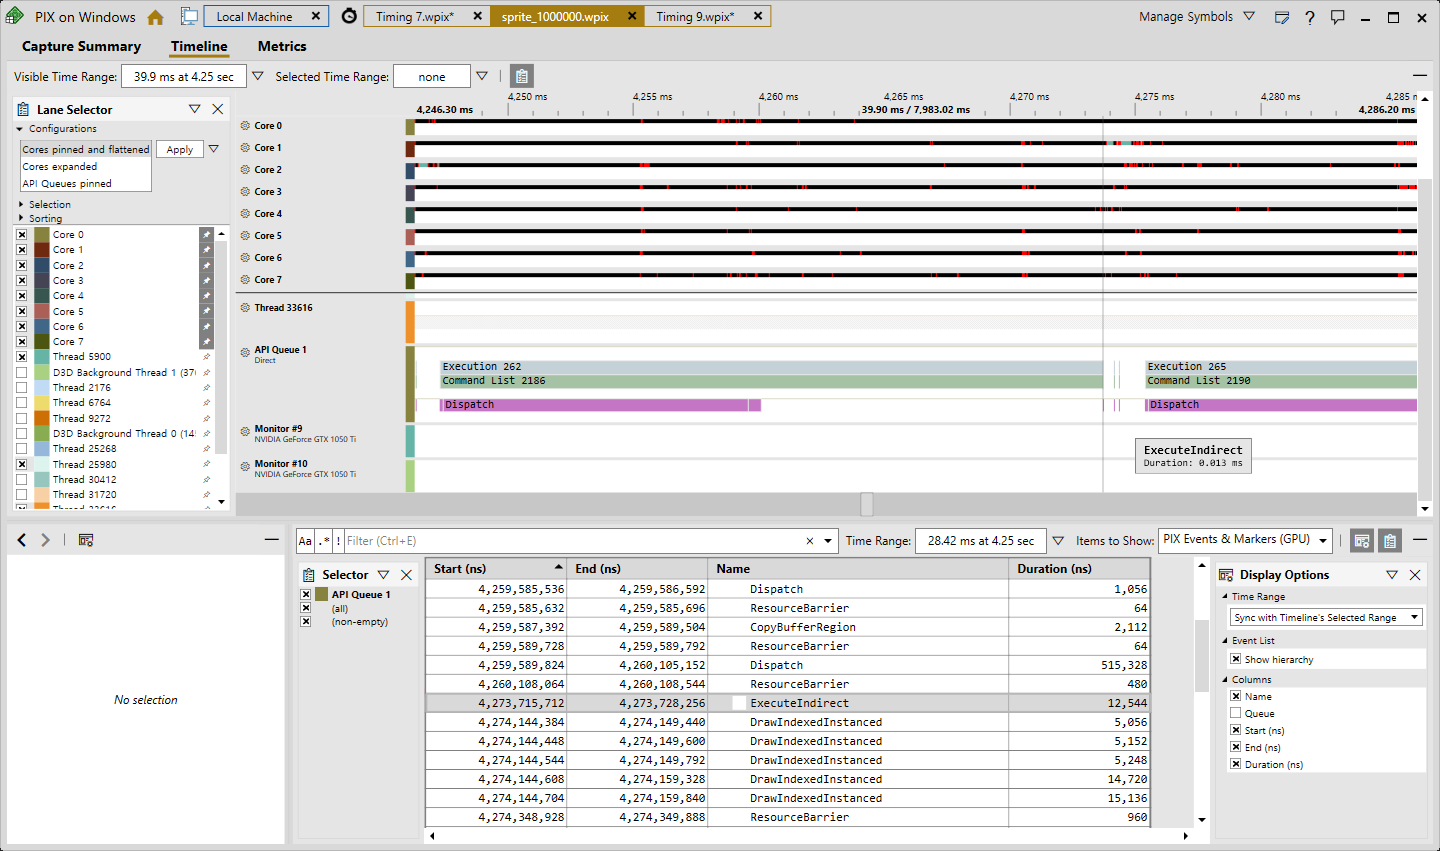 PIX on Windows
Local Machine
Timing 7.wpix*
sprite_1000000.wpix
Timing 9.wpix*
Manage Symbols
Capture Summary
Timeline
Metrics
Visible Time Range:
39.9 ms at 4.25 sec
Selected Time Range:
none
Lane Selector
Configurations
Cores pinned and flattened
Apply
Cores expanded
API Queues pinned
Selection
Sorting
Core 0
Core 1
Core 2
Core 3
Core 4
Core 5
Core 6
Core 7
Thread 5900
D3D Background Thread 1 (37
Thread 2176
Thread 6764
Thread 9272
D3D Background Thread 0 (14
Thread 25268
Thread 25980
Thread 30412
Thread 31720
Thread 33616
4,250 ms
4,255 ms
4,260 ms
4,265 ms
4,270 ms
4,275 ms
4,280 ms
4,285
4,246.30 ms
39.90 ms / 7,983.02 ms
4,286.20 ms
Core 0
Core 1
Core 2
Core 3
Core 4
Core 5
Core 6
Core 7
Thread 33616
API Queue 1
Direct
Execution 262
Command List 2186
Dispatch
Execution 265
Command List 2190
Dispatch
Monitor #9
NVIDIA GeForce GTX 1050 Ti
Monitor #10
NVIDIA GeForce GTX 1050 Ti
ExecuteIndirect
Duration: 0.013 ms
No selection
Aa .* ! Filter (Ctrl+E)
Time Range:
28.42 ms at 4.25 sec
Items to Show:
PIX Events & Markers (GPU)
Selector
API Queue 1
(all)
(non-empty)
Start (ns) End (ns) Name Duration (ns)
4,259,585,536 4,259,586,592 Dispatch 1,056
4,259,585,632 4,259,585,696 ResourceBarrier 64
4,259,587,392 4,259,589,504 CopyBufferRegion 2,112
4,259,589,728 4,259,589,792 ResourceBarrier 64
4,259,589,824 4,260,105,152 Dispatch 515,328
4,260,108,064 4,260,108,544 ResourceBarrier 480
4,273,715,712 4,273,728,256 ExecuteIndirect 12,544
4,274,144,384 4,274,149,440 DrawIndexedInstanced 5,056
4,274,144,448 4,274,149,600 DrawIndexedInstanced 5,152
4,274,144,544 4,274,149,792 DrawIndexedInstanced 5,248
4,274,144,608 4,274,159,328 DrawIndexedInstanced 14,720
4,274,144,704 4,274,159,840 DrawIndexedInstanced 15,136
4,274,348,928 4,274,349,888 ResourceBarrier 960
Display Options
Time Range
Sync with Timeline's Selected Range
Event List
Show hierarchy
Columns
Name
Queue
Start (ns)
End (ns)
Duration (ns)